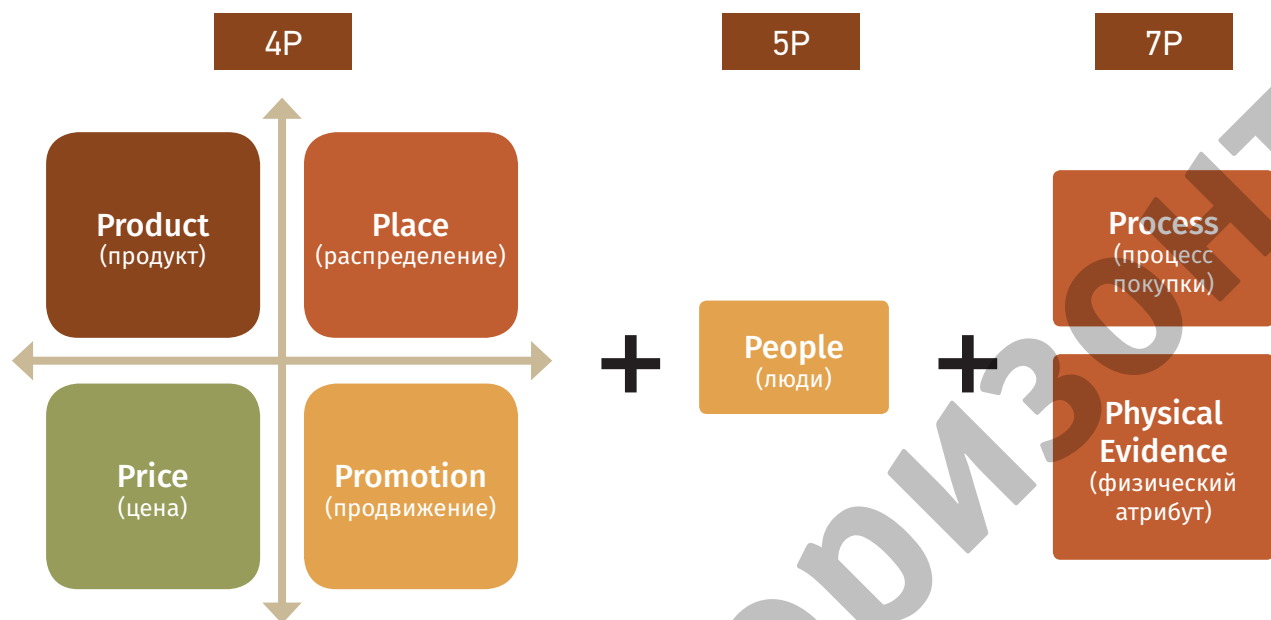 4P
5P
7P
Product
(продукт)
Place
(распределение)
Price
(цена)
Promotion
(продвижение)
+
People
(люди)
+
Process
(процесс
покупки)
Physical
Evidence
(физический
атрибут)